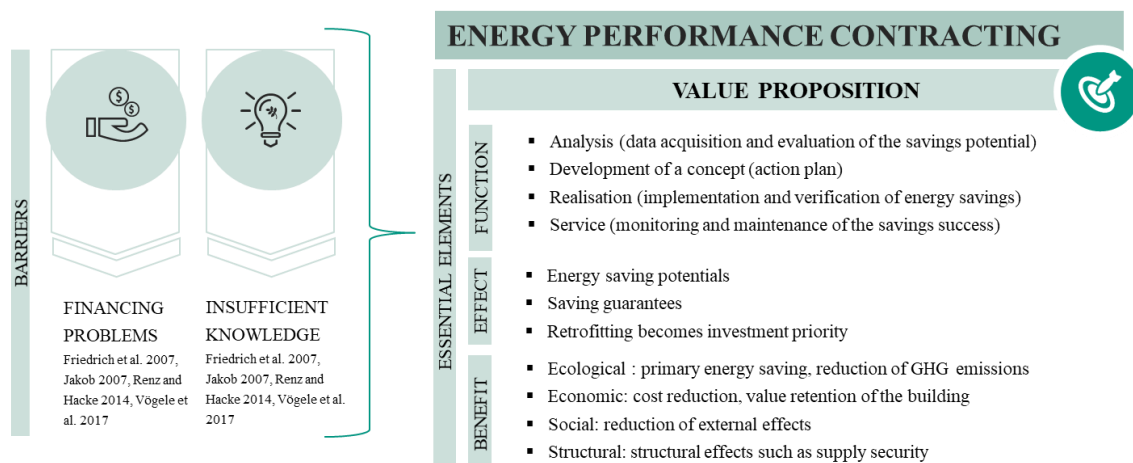 BARRIERS
$
$
FINANCING
PROBLEMS
Friedrich et al. 2007,
Jakob 2007, Renz and
Hacke 2014, Vögele et
al. 2017
INSUFFICIENT
KNOWLEDGE
Friedrich et al. 2007,
Jakob 2007, Renz and
Hacke 2014, Vögele et al.
2017
ENERGY PERFORMANCE CONTRACTING
ESSENTIAL ELEMENTS
VALUE PROPOSITION
FUNCTION
▪ Analysis (data acquisition and evaluation of the savings potential)
▪ Development of a concept (action plan)
▪ Realisation (implementation and verification of energy savings)
▪ Service (monitoring and maintenance of the savings success)
EFFECT
▪ Energy saving potentials
▪ Saving guarantees
▪ Retrofitting becomes investment priority
BENEFIT
▪ Ecological : primary energy saving, reduction of GHG emissions
▪ Economic: cost reduction, value retention of the building
▪ Social: reduction of external effects
▪ Structural: structural effects such as supply security